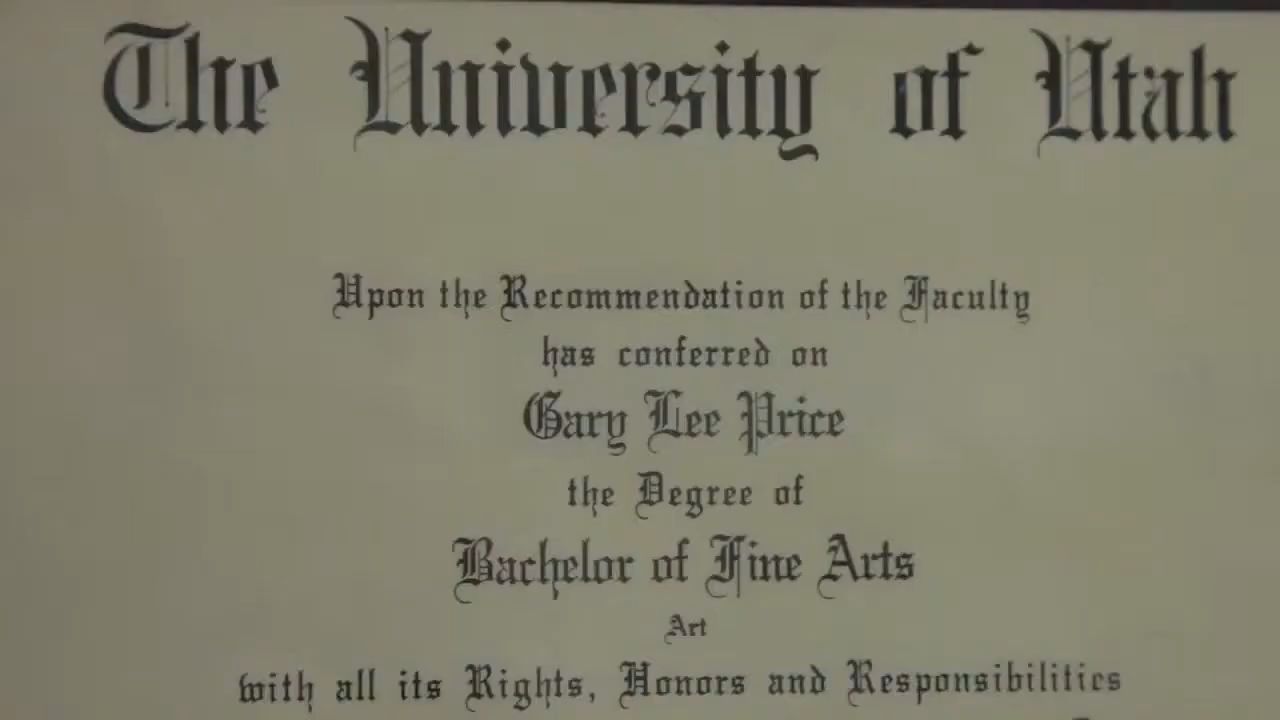 The University of Utah
Upon the Recommendation of the Faculty
has conferred on
Gary Lee Price
the Degree of
Bachelor of Fine Arts
Art
with all its Rights, Honors and Responsibilities